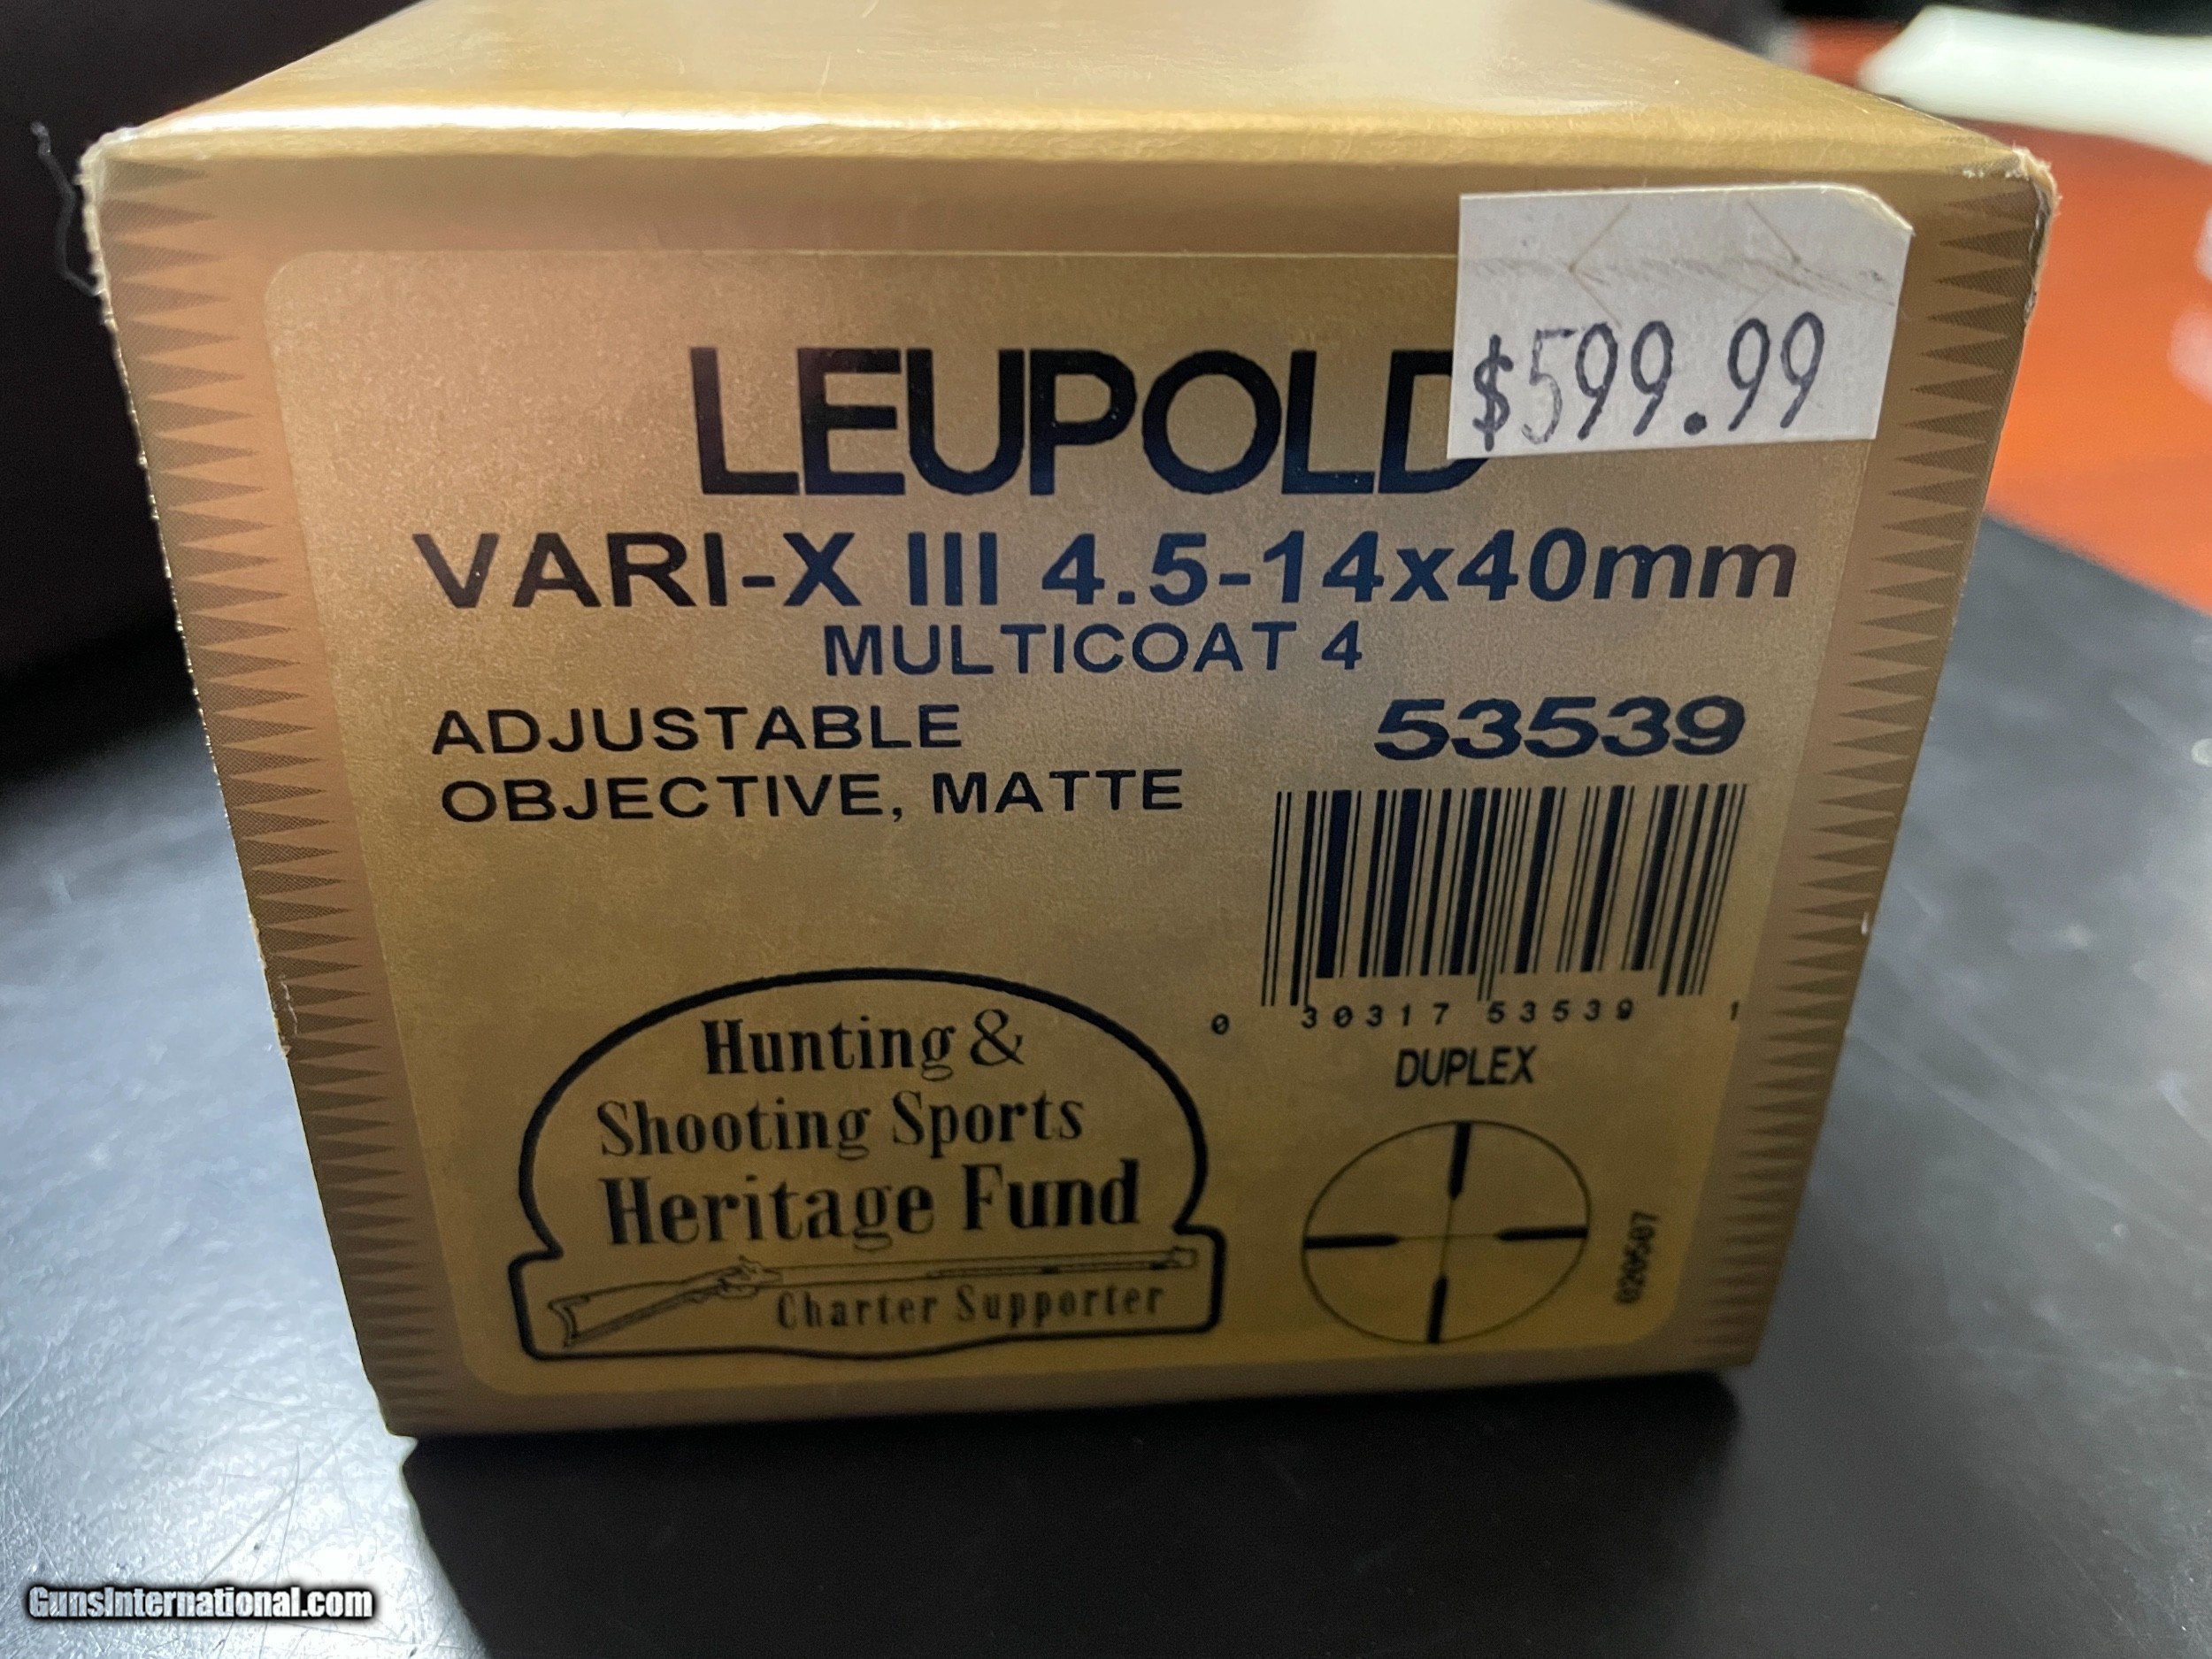 $599.99
LEUPOLD
VARI-X III 4.5-14x40mm
MULTICOAT 4
ADJUSTABLE
OBJECTIVE, MATTE
53539
0 30317 53539 1
DUPLEX
Hunting &
Shooting Sports
Heritage Fund
Charter Supporter
020507
GunsInternational.com